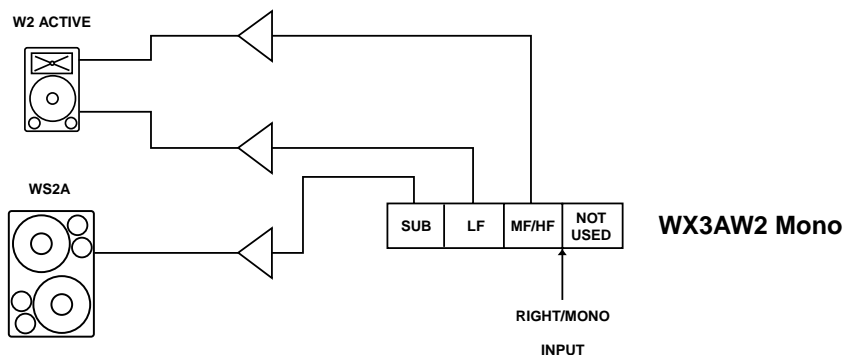 W2 ACTIVE
WS2A
SUB
LF
MF/HF
NOT
USED
WX3AW2 Mono
RIGHT/MONO
INPUT